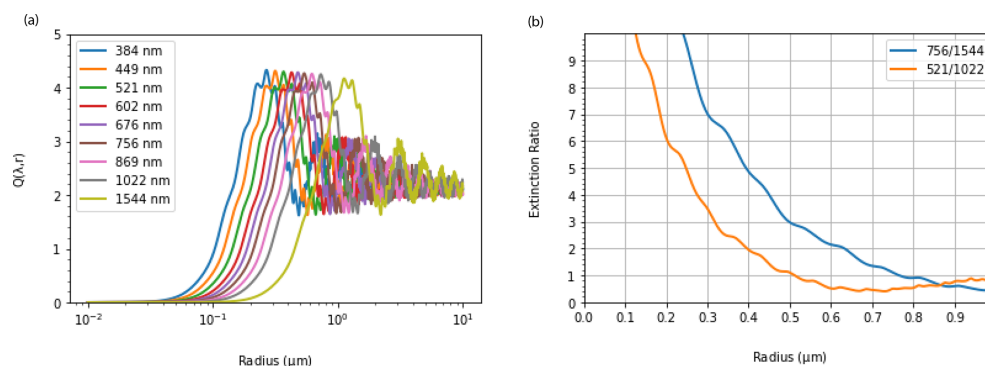 (a)
5
4
3
2
1
0
Q(λ,r)
384 nm
449 nm
521 nm
602 nm
676 nm
756 nm
869 nm
1022 nm
1544 nm
10⁻² 10⁻¹ 10⁰ 10¹
Radius (μm)
(b)
9
8
7
6
5
4
3
2
1
0
Extinction Ratio
756/1544
521/1022
0.0 0.1 0.2 0.3 0.4 0.5 0.6 0.7 0.8 0.9
Radius (μm)